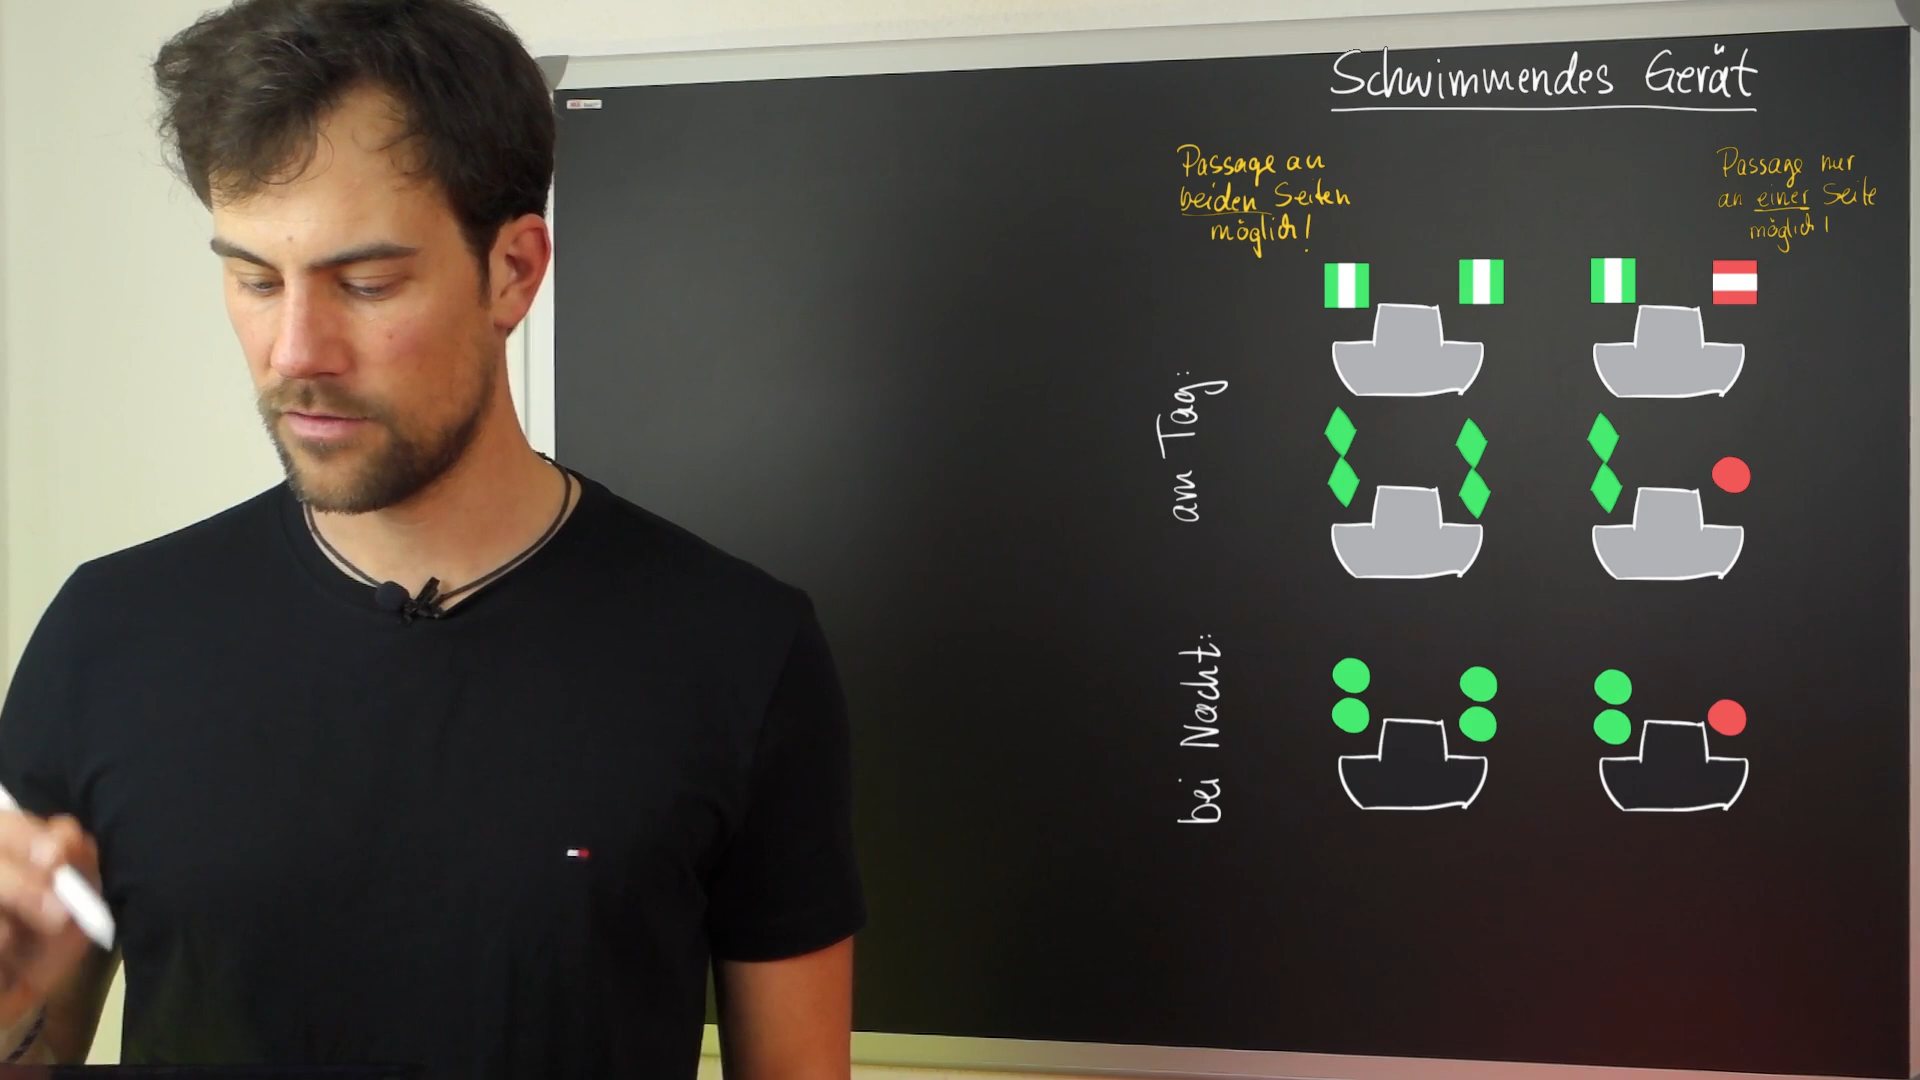 Schwimmendes Gerät
Passage an
beiden Seiten
möglich!
Passage nur
an einer Seite
möglich!
am Tag:
bei Nacht: